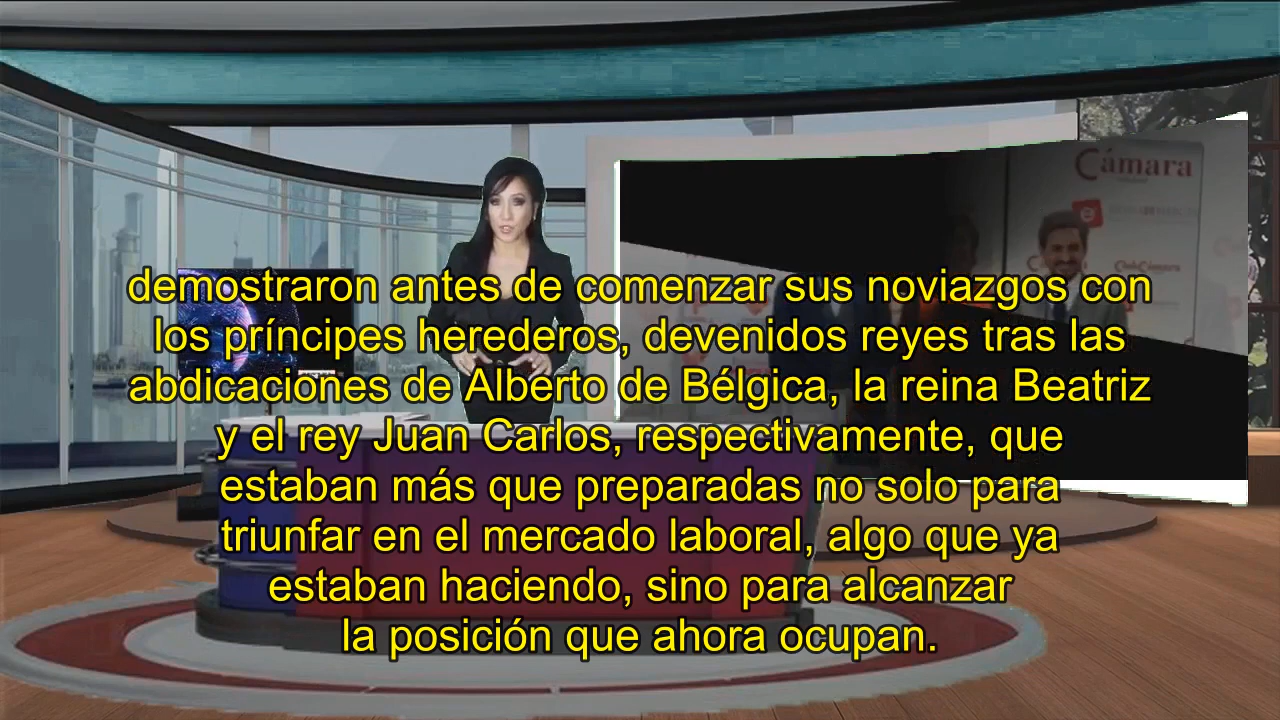 Cámara
demostraron antes de comenzar sus noviazgos con
los príncipes herederos, devenidos reyes tras las
abdicaciones de Alberto de Bélgica, la reina Beatriz
y el rey Juan Carlos, respectivamente, que
estaban más que preparadas no solo para
triunfar en el mercado laboral, algo que ya
estaban haciendo, sino para alcanzar
la posición que ahora ocupan.